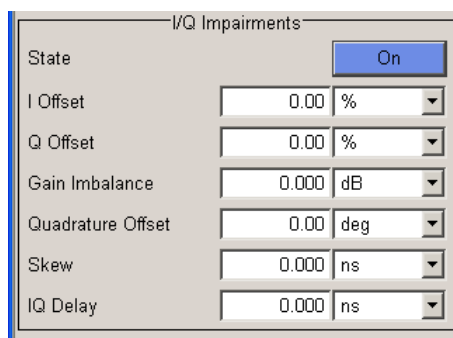 I/Q Impairments
State On
I Offset 0.00 %
Q Offset 0.00 %
Gain Imbalance 0.000 dB
Quadrature Offset 0.00 deg
Skew 0.000 ns
IQ Delay 0.000 ns